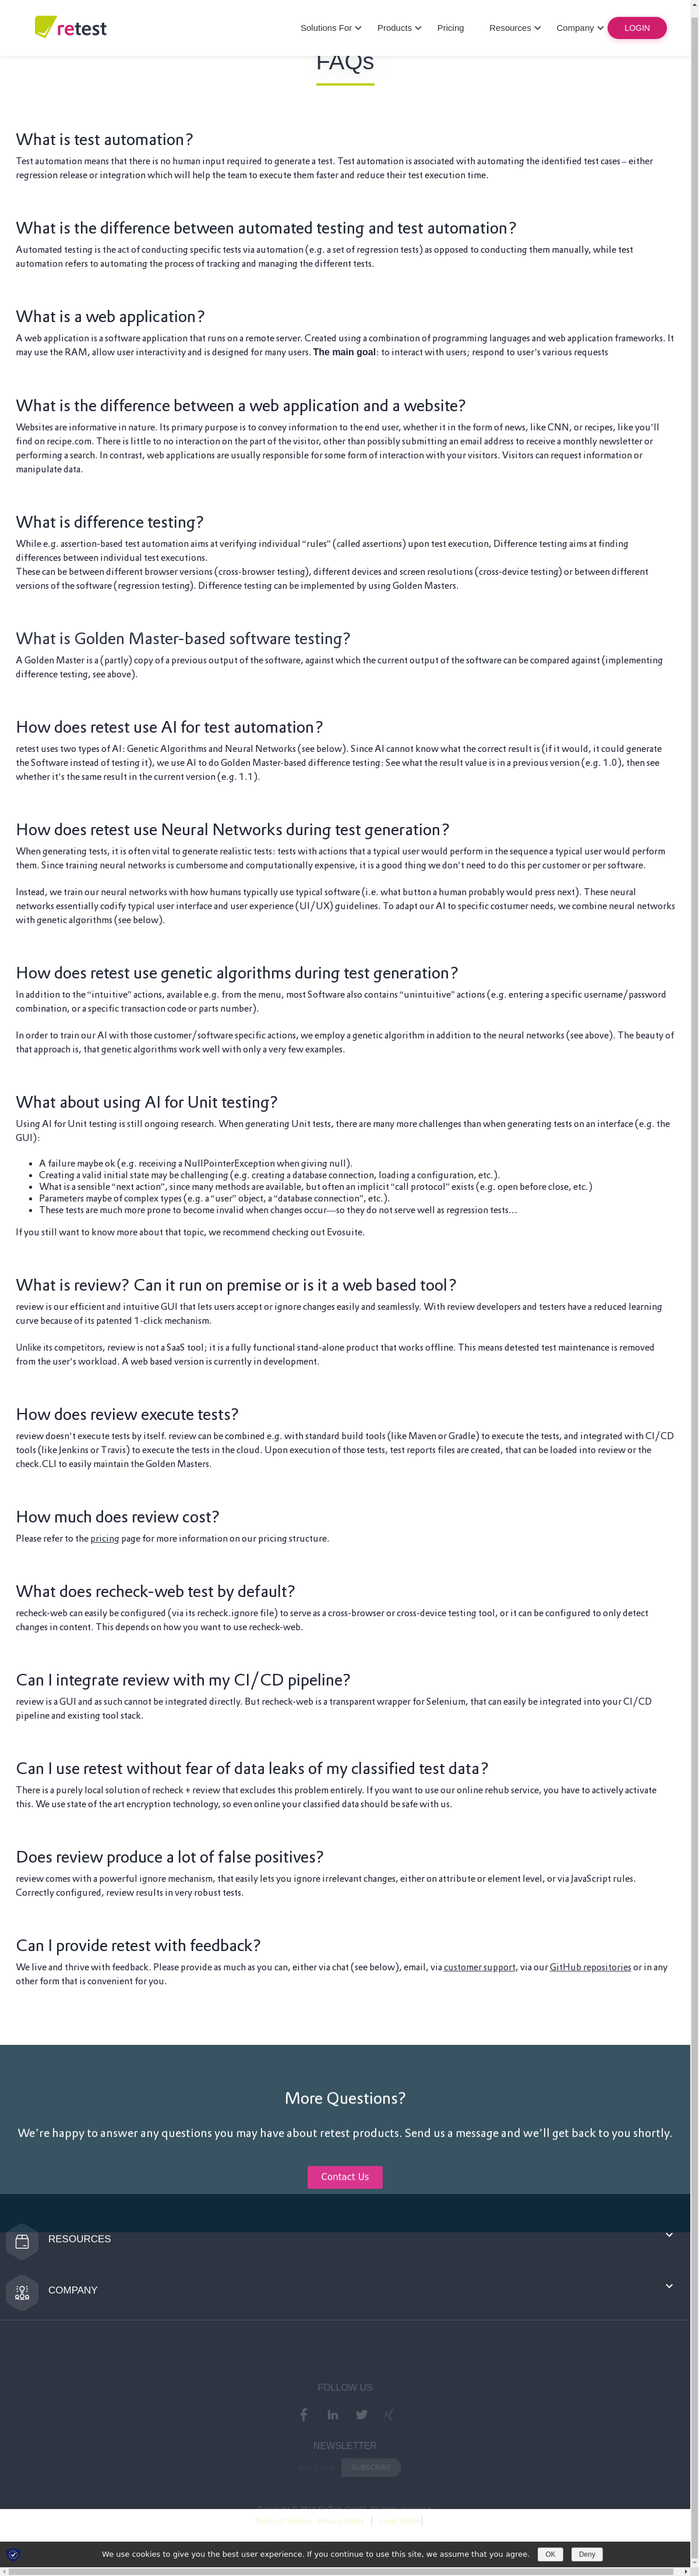 retest
Solutions For
Products
Pricing
Resources
Company
LOGIN
FAQs
What is test automation?
Test automation means that there is no human input required to generate a test. Test automation is associated with automating the identified test cases – either
regression release or integration which will help the team to execute them faster and reduce their test execution time.
What is the difference between automated testing and test automation?
Automated testing is the act of conducting specific tests via automation (e.g. a set of regression tests) as opposed to conducting them manually, while test
automation refers to automating the process of tracking and managing the different tests.
What is a web application?
A web application is a software application that runs on a remote server. Created using a combination of programming languages and web application frameworks. It
may use the RAM, allow user interactivity and is designed for many users. The main goal: to interact with users; respond to user's various requests
What is the difference between a web application and a website?
Websites are informative in nature. Its primary purpose is to convey information to the end user, whether it in the form of news, like CNN, or recipes, like you'll
find on recipe.com. There is little to no interaction on the part of the visitor, other than possibly submitting an email address to receive a monthly newsletter or
performing a search. In contrast, web applications are usually responsible for some form of interaction with your visitors. Visitors can request information or
manipulate data.
What is difference testing?
While e.g. assertion-based test automation aims at verifying individual “rules” (called assertions) upon test execution, Difference testing aims at finding
differences between individual test executions.
These can be between different browser versions (cross-browser testing), different devices and screen resolutions (cross-device testing) or between different
versions of the software (regression testing). Difference testing can be implemented by using Golden Masters.
What is Golden Master-based software testing?
A Golden Master is a (partly) copy of a previous output of the software, against which the current output of the software can be compared against (implementing
difference testing, see above).
How does retest use AI for test automation?
retest uses two types of AI: Genetic Algorithms and Neural Networks (see below). Since AI cannot know what the correct result is (if it would, it could generate
the Software instead of testing it), we use AI to do Golden Master-based difference testing: See what the result value is in a previous version (e.g. 1.0), then see
whether it's the same result in the current version (e.g. 1.1).
How does retest use Neural Networks during test generation?
When generating tests, it is often vital to generate realistic tests: tests with actions that a typical user would perform in the sequence a typical user would perform
them. Since training neural networks is cumbersome and computationally expensive, it is a good thing we don't need to do this per customer or per software.
Instead, we train our neural networks with how humans typically use typical software (i.e. what button a human probably would press next). These neural
networks essentially codify typical user interface and user experience (UI/UX) guidelines. To adapt our AI to specific costumer needs, we combine neural networks
with genetic algorithms (see below).
How does retest use genetic algorithms during test generation?
In addition to the “intuitive” actions, available e.g. from the menu, most Software also contains “unintuitive” actions (e.g. entering a specific username/password
combination, or a specific transaction code or parts number).
In order to train our AI with those customer/software specific actions, we employ a genetic algorithm in addition to the neural networks (see above). The beauty of
that approach is, that genetic algorithms work well with only a very few examples.
What about using AI for Unit testing?
Using AI for Unit testing is still ongoing research. When generating Unit tests, there are many more challenges than when generating tests on an interface (e.g. the
GUI):
• A failure maybe ok (e.g. receiving a NullPointerException when giving null).
• Creating a valid initial state may be challenging (e.g. creating a database connection, loading a configuration, etc.).
• What is a sensible “next action”, since many methods are available, but often an implicit “call protocol” exists (e.g. open before close, etc.)
• Parameters maybe of complex types (e.g. a “user” object, a “database connection”, etc.).
• These tests are much more prone to become invalid when changes occur—so they do not serve well as regression tests…
If you still want to know more about that topic, we recommend checking out Evosuite.
What is review? Can it run on premise or is it a web based tool?
review is our efficient and intuitive GUI that lets users accept or ignore changes easily and seamlessly. With review developers and testers have a reduced learning
curve because of its patented 1-click mechanism.
Unlike its competitors, review is not a SaaS tool; it is a fully functional stand-alone product that works offline. This means detested test maintenance is removed
from the user's workload. A web based version is currently in development.
How does review execute tests?
review doesn't execute tests by itself. review can be combined e.g. with standard build tools (like Maven or Gradle) to execute the tests, and integrated with CI/CD
tools (like Jenkins or Travis) to execute the tests in the cloud. Upon execution of those tests, test reports files are created, that can be loaded into review or the
check.CLI to easily maintain the Golden Masters.
How much does review cost?
Please refer to the pricing page for more information on our pricing structure.
What does recheck-web test by default?
recheck-web can easily be configured (via its recheck.ignore file) to serve as a cross-browser or cross-device testing tool, or it can be configured to only detect
changes in content. This depends on how you want to use recheck-web.
Can I integrate review with my CI/CD pipeline?
review is a GUI and as such cannot be integrated directly. But recheck-web is a transparent wrapper for Selenium, that can easily be integrated into your CI/CD
pipeline and existing tool stack.
Can I use retest without fear of data leaks of my classified test data?
There is a purely local solution of recheck + review that excludes this problem entirely. If you want to use our online rehub service, you have to actively activate
this. We use state of the art encryption technology, so even online your classified data should be safe with us.
Does review produce a lot of false positives?
review comes with a powerful ignore mechanism, that easily lets you ignore irrelevant changes, either on attribute or element level, or via JavaScript rules.
Correctly configured, review results in very robust tests.
Can I provide retest with feedback?
We live and thrive with feedback. Please provide as much as you can, either via chat (see below), email, via customer support, via our GitHub repositories or in any
other form that is convenient for you.
More Questions?
We're happy to answer any questions you may have about retest products. Send us a message and we'll get back to you shortly.
Contact Us
RESOURCES
COMPANY
FOLLOW US
NEWSLETTER
SUBSCRIBE
We use cookies to give you the best user experience. If you continue to use this site, we assume that you agree.
OK
Deny